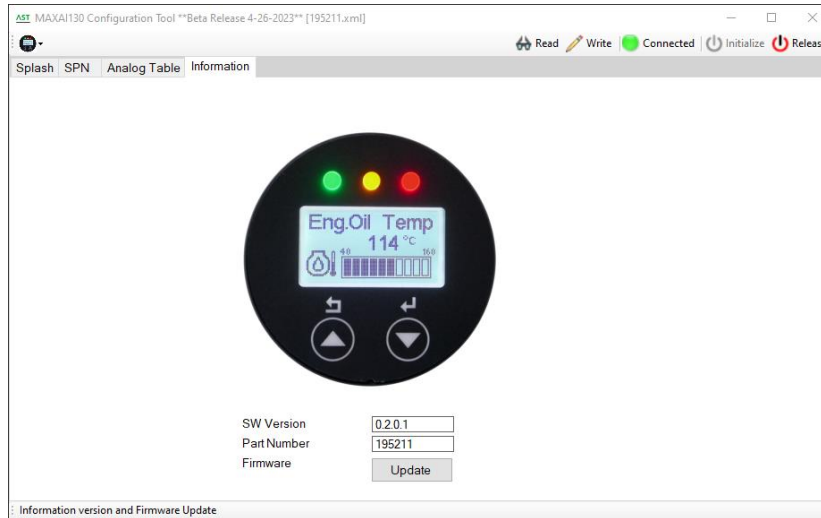 AST MAXAI130 Configuration Tool **Beta Release 4-26-2023** [195211.xml]
Read Write Connected Initialize Releas
Splash SPN Analog Table Information
Eng.Oil Temp
114 °C
40 160
SW Version 0.2.0.1
Part Number 195211
Firmware Update
Information version and Firmware Update